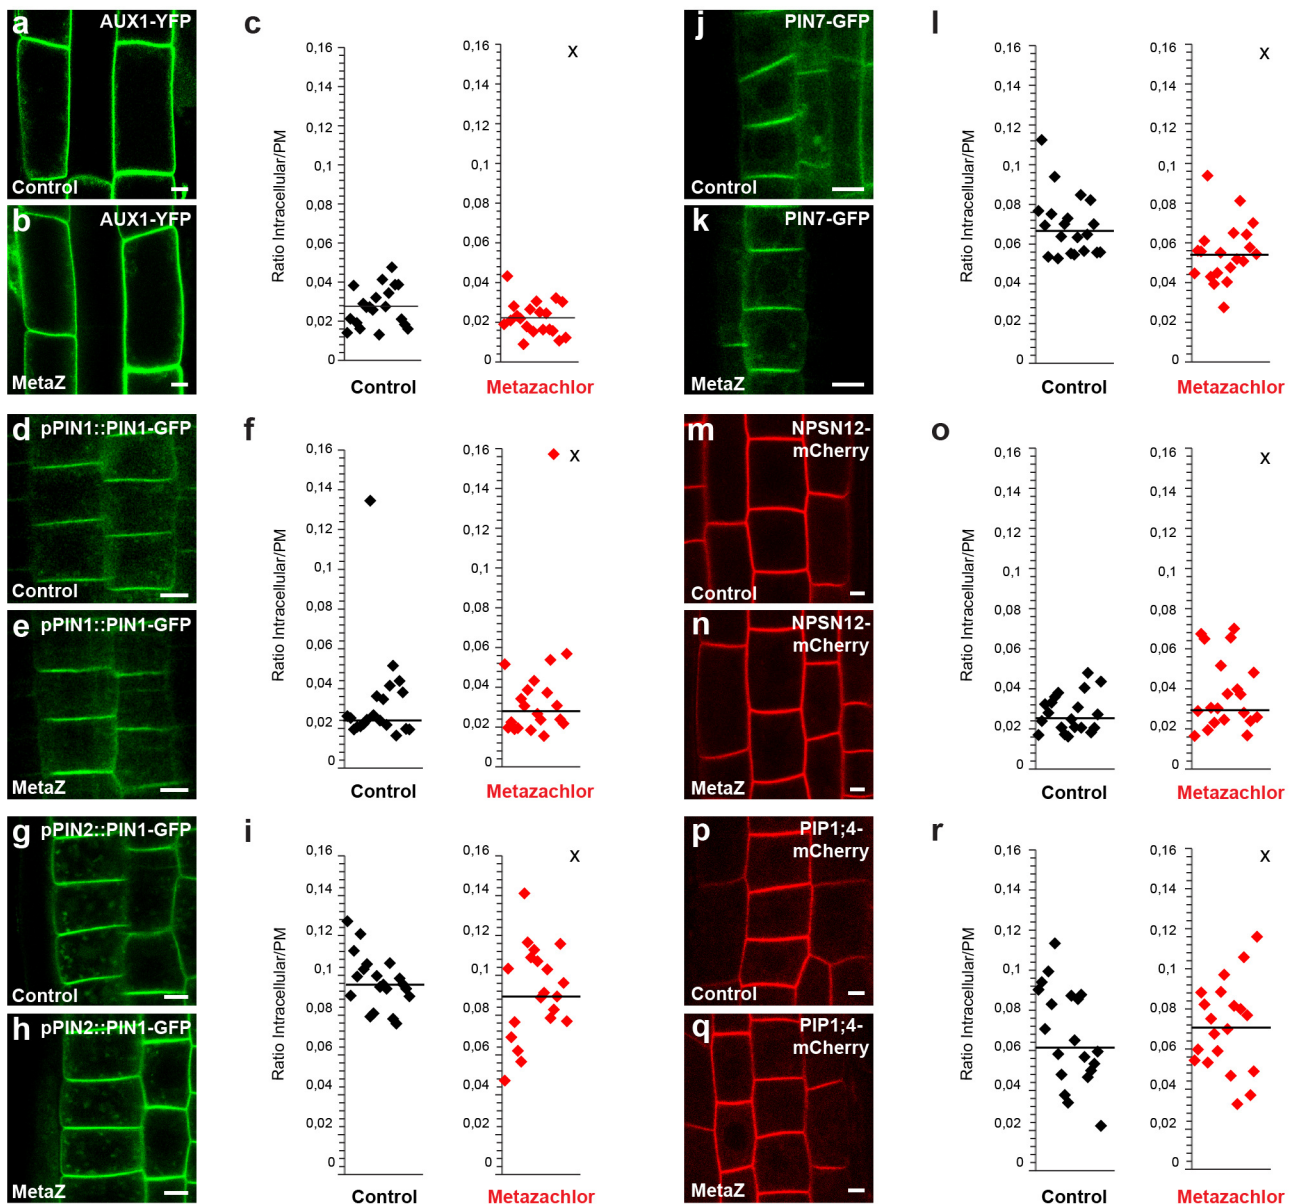 a AUX1-YFP
Control
b AUX1-YFP
MetaZ
c
Ratio Intracellular/PM
0,16
0,14
0,12
0,1
0,08
0,06
0,04
0,02
0
Control
0,16
0,14
0,12
0,1
0,08
0,06
0,04
0,02
0
x
Metazachlor
j PIN7-GFP
Control
k PIN7-GFP
MetaZ
l
Ratio Intracellular/PM
0,16
0,14
0,12
0,1
0,08
0,06
0,04
0,02
0
Control
0,16
0,14
0,12
0,1
0,08
0,06
0,04
0,02
0
x
Metazachlor
d pPIN1::PIN1-GFP
Control
e pPIN1::PIN1-GFP
MetaZ
f
Ratio Intracellular/PM
0,16
0,14
0,12
0,1
0,08
0,06
0,04
0,02
0
Control
0,16
0,14
0,12
0,1
0,08
0,06
0,04
0,02
0
x
Metazachlor
m NPSN12-
mCherry
Control
n NPSN12-
mCherry
MetaZ
o
Ratio Intracellular/PM
0,16
0,14
0,12
0,1
0,08
0,06
0,04
0,02
0
Control
0,16
0,14
0,12
0,1
0,08
0,06
0,04
0,02
0
x
Metazachlor
g pPIN2::PIN1-GFP
Control
h pPIN2::PIN1-GFP
MetaZ
i
Ratio Intracellular/PM
0,16
0,14
0,12
0,1
0,08
0,06
0,04
0,02
0
Control
0,16
0,14
0,12
0,1
0,08
0,06
0,04
0,02
0
x
Metazachlor
p PIP1;4-
mCherry
Control
q PIP1;4-
mCherry
MetaZ
r
Ratio Intracellular/PM
0,16
0,14
0,12
0,1
0,08
0,06
0,04
0,02
0
Control
0,16
0,14
0,12
0,1
0,08
0,06
0,04
0,02
0
x
Metazachlor